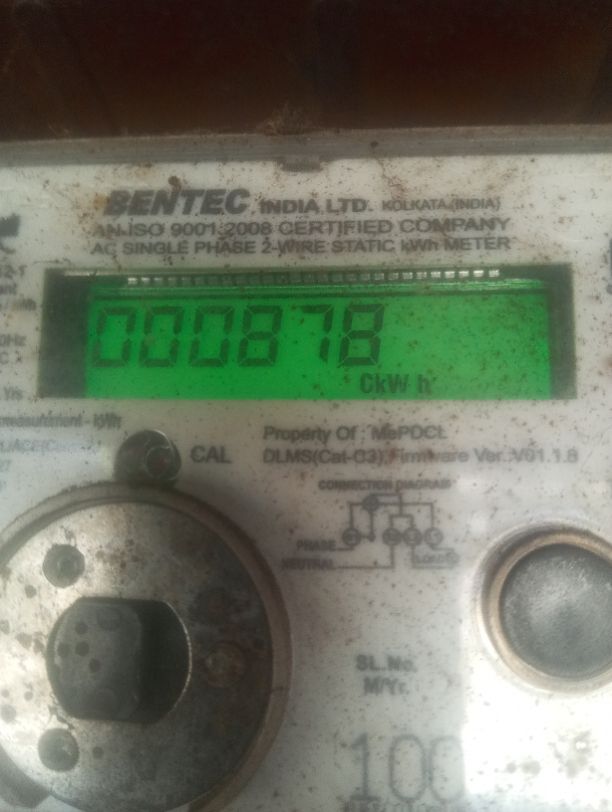 BENTEC INDIA LTD. KOLKATA (INDIA)
AN ISO 9001:2008 CERTIFIED COMPANY
AC SINGLE PHASE 2-WIRE STATIC kWh METER
000878
CkWh
Property Of : MePDCL
CAL
DLMS(Cat-C3) Firmware Ver.:V01.1.8
CONNECTION DIAGRAM
PHASE
NEUTRAL
LOAD
SL.No.
M/Yr.
100